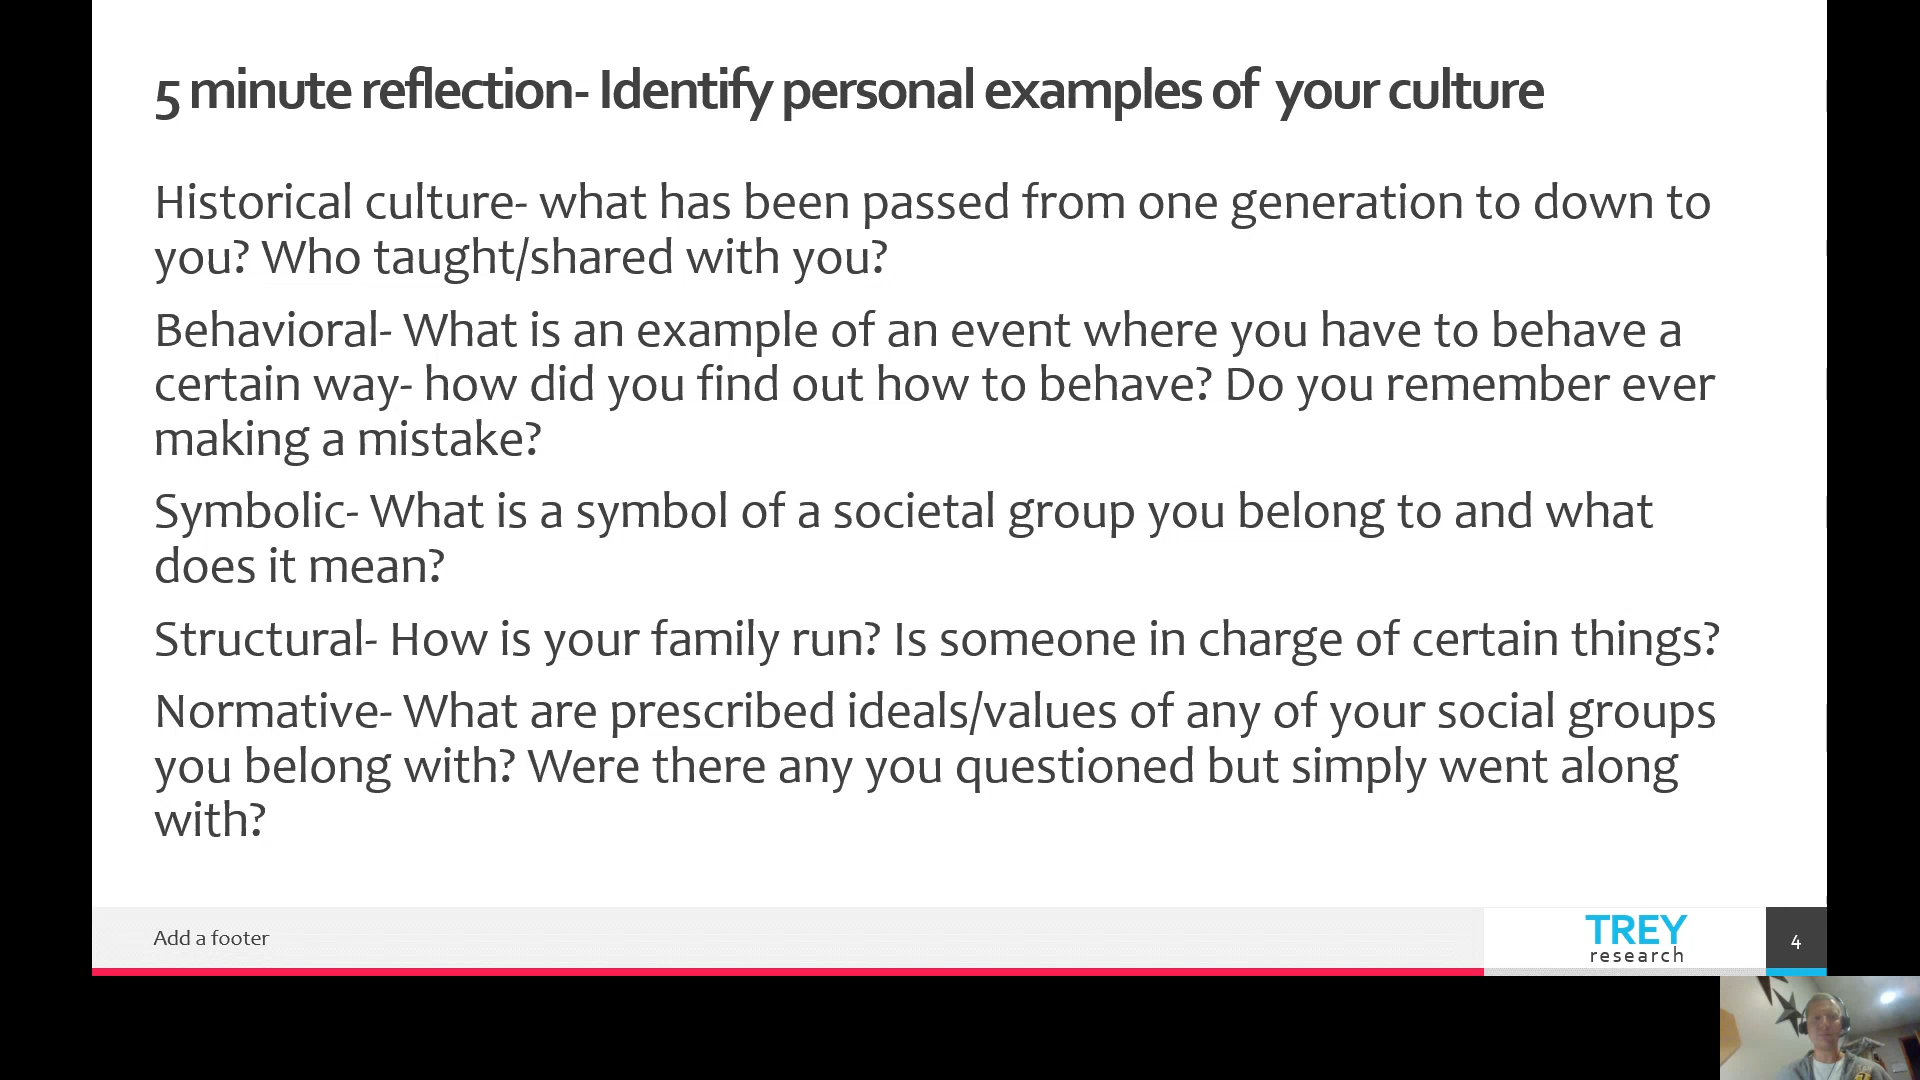 5 minute reflection- Identify personal examples of your culture
Historical culture- what has been passed from one generation to down to
you? Who taught/shared with you?
Behavioral- What is an example of an event where you have to behave a
certain way- how did you find out how to behave? Do you remember ever
making a mistake?
Symbolic- What is a symbol of a societal group you belong to and what
does it mean?
Structural- How is your family run? Is someone in charge of certain things?
Normative- What are prescribed ideals/values of any of your social groups
you belong with? Were there any you questioned but simply went along
with?
Add a footer
TREY
research
4